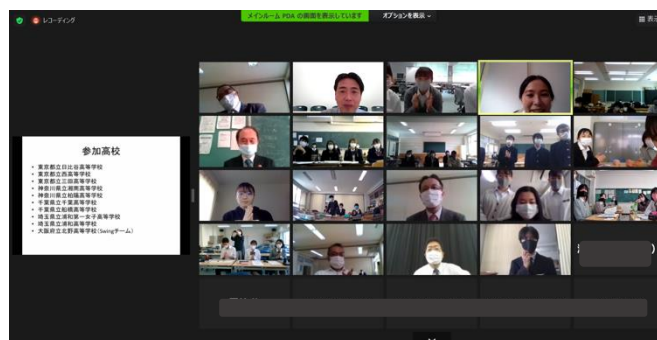 レコーディング
メインルーム PDA の画面を表示しています
オプションを表示
表示
参加高校
• 東京都立日比谷高等学校
• 東京都立西高等学校
• 東京都立三田高等学校
• 神奈川県立湘南高等学校
• 神奈川県立柏陽高等学校
• 千葉県立千葉高等学校
• 千葉県立船橋高等学校
• 埼玉県立浦和第一女子高等学校
• 埼玉県立浦和高等学校
• 大阪府立北野高等学校(Swingチーム)